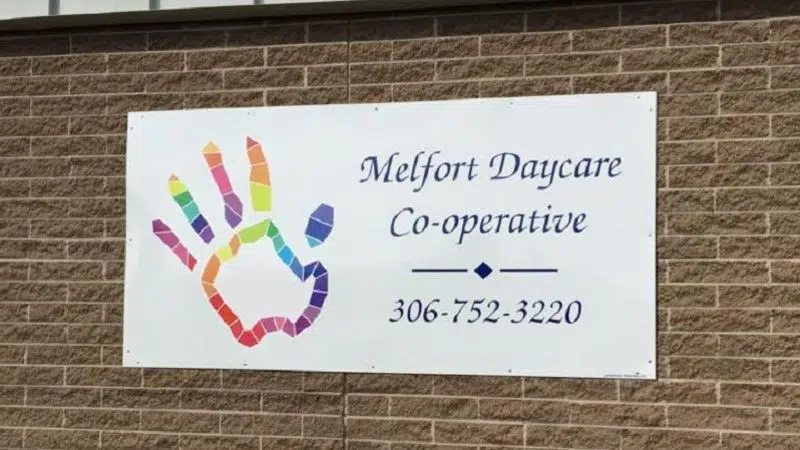 Melfort Daycare
Co-operative
306-752-3220